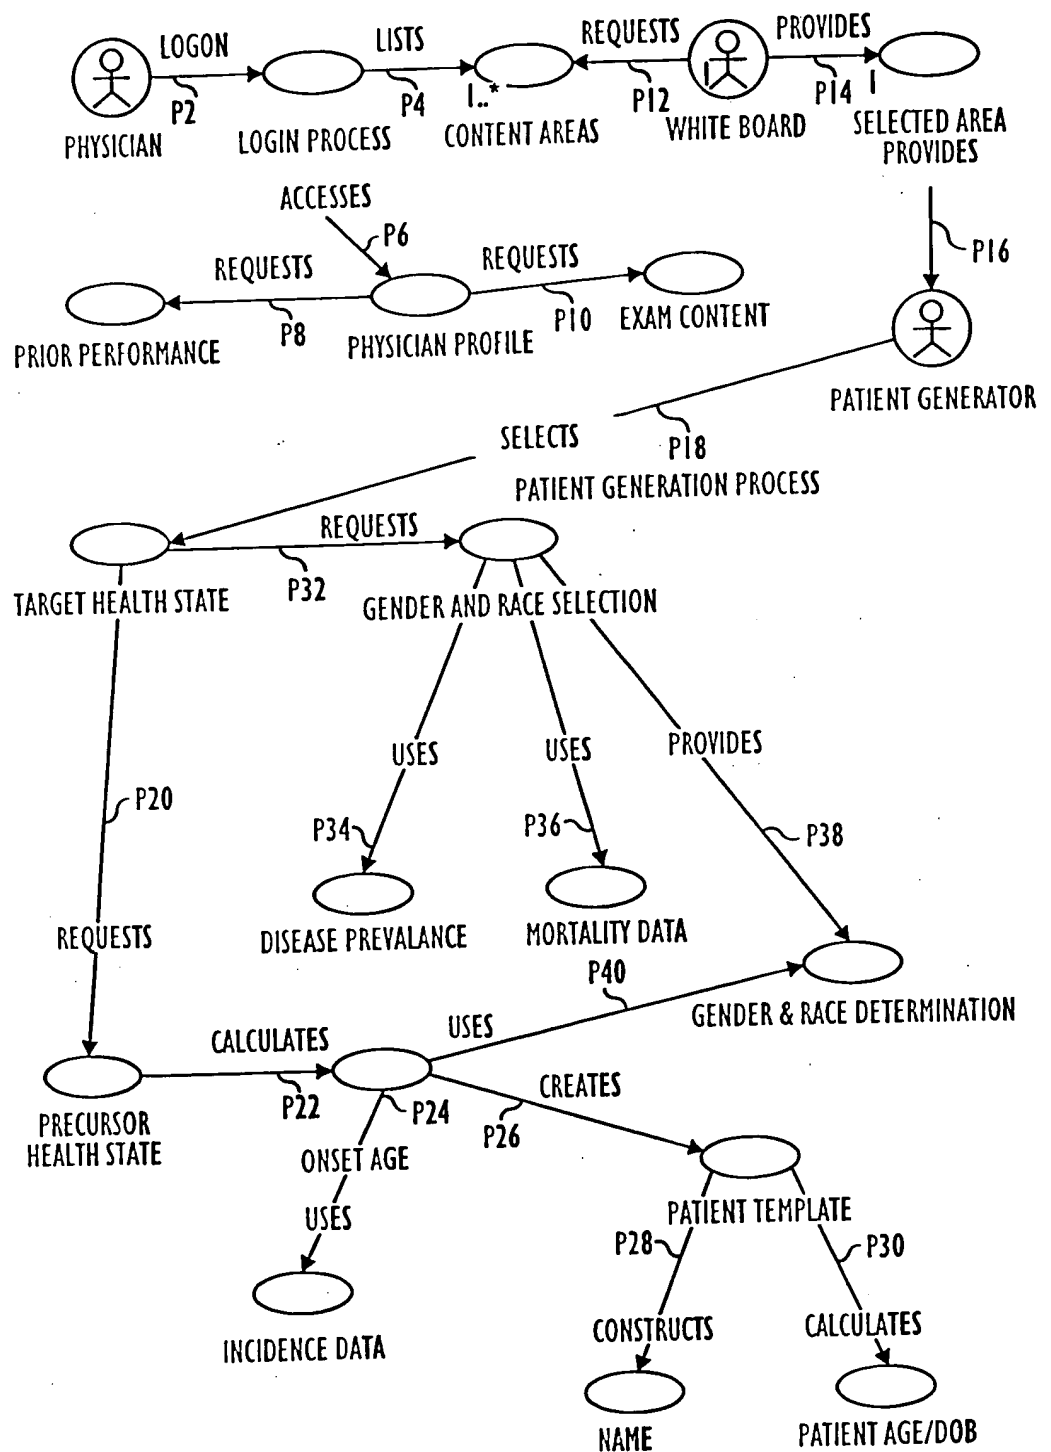 LOGON
LISTS
REQUESTS
PROVIDES
P2
P4
1..*
P12
P14
1
PHYSICIAN
LOGIN PROCESS
CONTENT AREAS
WHITE BOARD
SELECTED AREA
PROVIDES
ACCESSES
P6
P16
REQUESTS
REQUESTS
P8
P10
PRIOR PERFORMANCE
PHYSICIAN PROFILE
EXAM CONTENT
PATIENT GENERATOR
SELECTS
P18
PATIENT GENERATION PROCESS
REQUESTS
P32
TARGET HEALTH STATE
GENDER AND RACE SELECTION
USES
USES
PROVIDES
P20
P34
P36
P38
REQUESTS
DISEASE PREVALANCE
MORTALITY DATA
P40
GENDER & RACE DETERMINATION
CALCULATES
USES
P22
P24
CREATES
P26
PRECURSOR
HEALTH STATE
ONSET AGE
USES
PATIENT TEMPLATE
P28
P30
INCIDENCE DATA
CONSTRUCTS
CALCULATES
NAME
PATIENT AGE/DOB